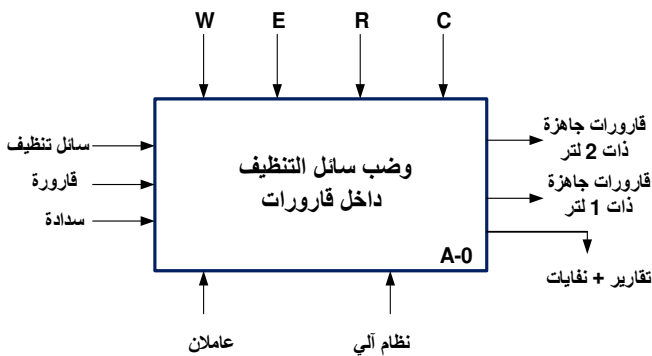 W E R C
سائل تنظيف
قارورة
سدادة
وضب سائل التنظيف
داخل قارورات
A-0
قارورات جاهزة
ذات 2 لتر
قارورات جاهزة
ذات 1 لتر
تقارير + نفايات
عاملان
نظام آلي